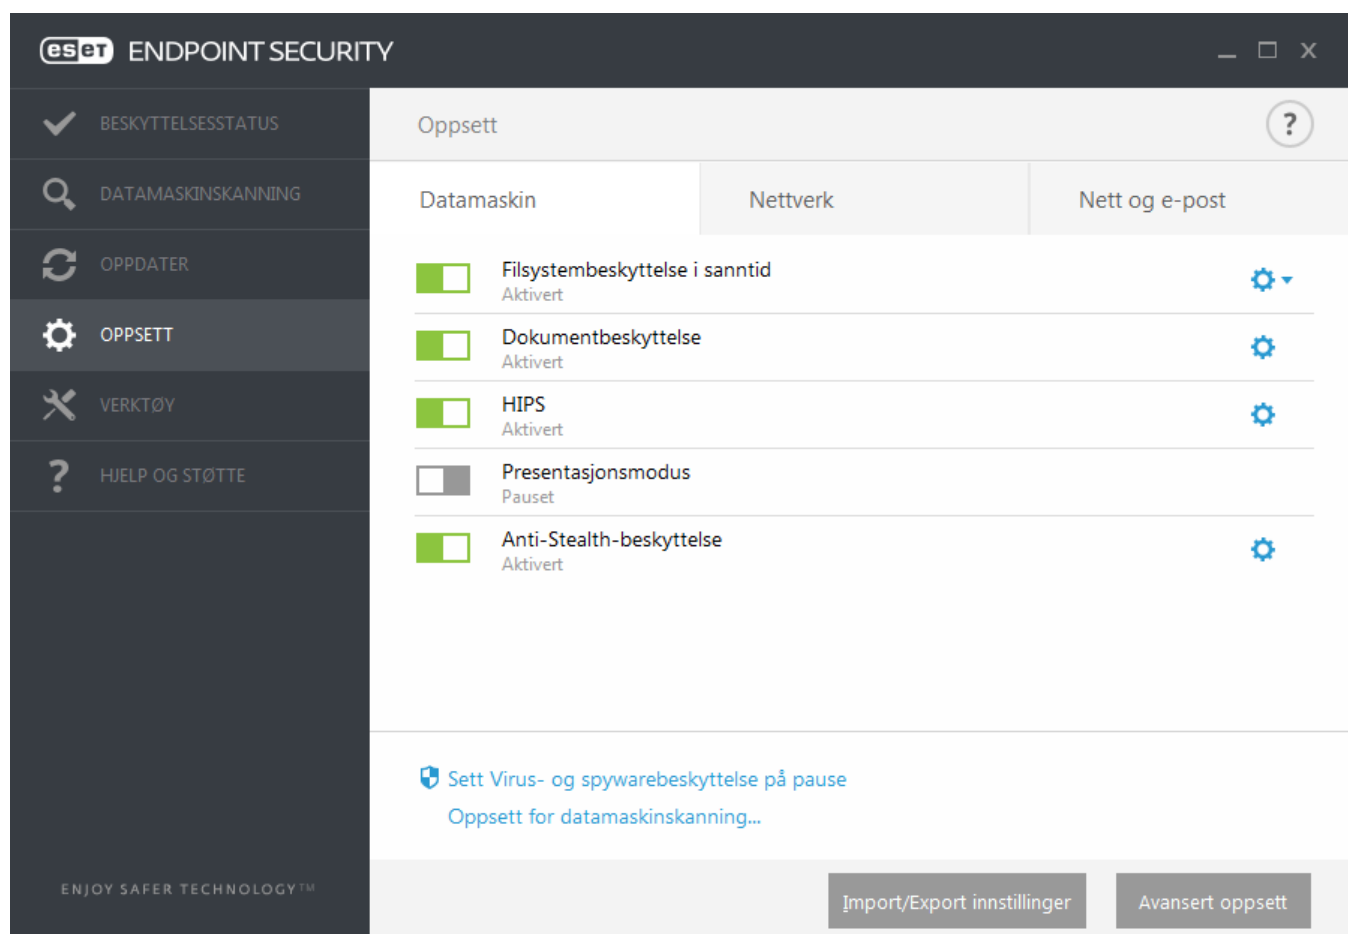 eset ENDPOINT SECURITY
BESKYTTELSESSTATUS
DATAMASKINSKANNING
OPPDATER
OPPSETT
VERKTØY
HJELP OG STØTTE
ENJOY SAFER TECHNOLOGY™
Oppsett
?
Datamaskin
Nettverk
Nett og e-post
Filsystembeskyttelse i sanntid
Aktivert
Dokumentbeskyttelse
Aktivert
HIPS
Aktivert
Presentasjonsmodus
Pauset
Anti-Stealth-beskyttelse
Aktivert
Sett Virus- og spywarebeskyttelse på pause
Oppsett for datamaskinskanning...
Import/Export innstillinger
Avansert oppsett